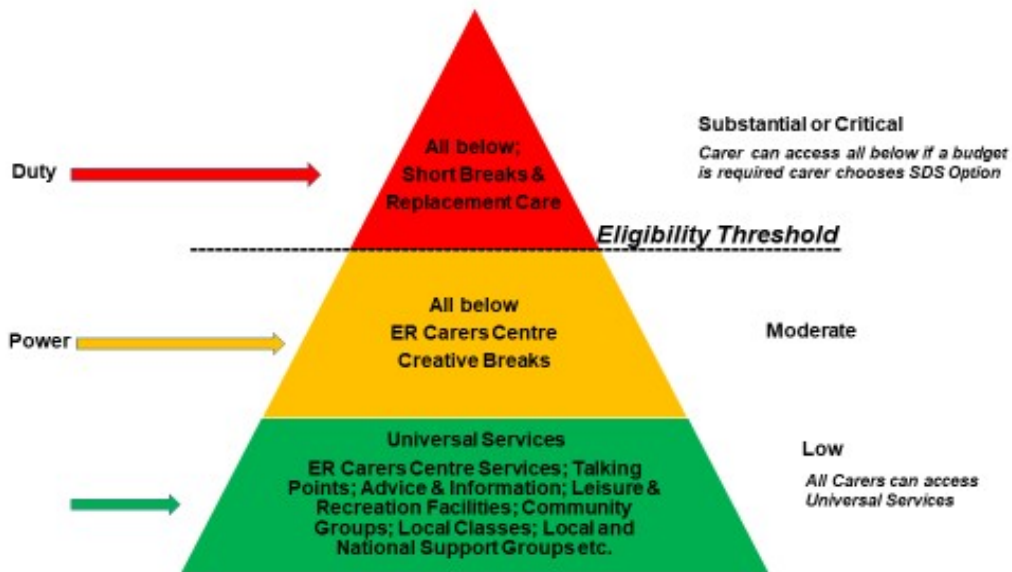 All below;
Short Breaks &
Replacement Care
Duty
Substantial or Critical
Carer can access all below if a budget
is required carer chooses SDS Option
Eligibility Threshold
All below
ER Carers Centre
Creative Breaks
Power
Moderate
Universal Services
ER Carers Centre Services; Talking
Points; Advice & Information; Leisure &
Recreation Facilities; Community
Groups; Local Classes; Local and
National Support Groups etc.
Low
All Carers can access
Universal Services